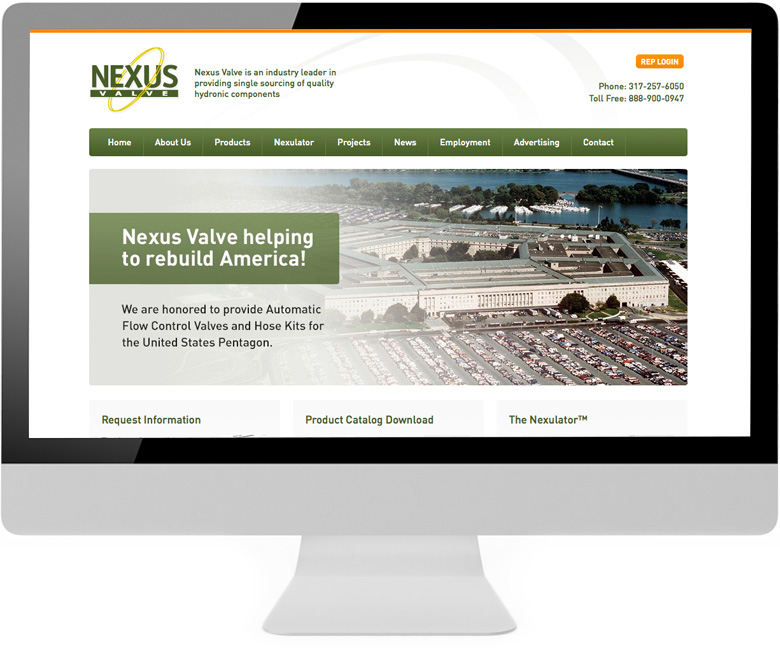 NEXUS
VALVE
Nexus Valve is an industry leader in
providing single sourcing of quality
hydronic components
REP LOGIN
Phone: 317-257-6050
Toll Free: 888-900-0947
Home About Us Products Nexulator Projects News Employment Advertising Contact
Nexus Valve helping
to rebuild America!
We are honored to provide Automatic
Flow Control Valves and Hose Kits for
the United States Pentagon.
Request Information Product Catalog Download The Nexulator™